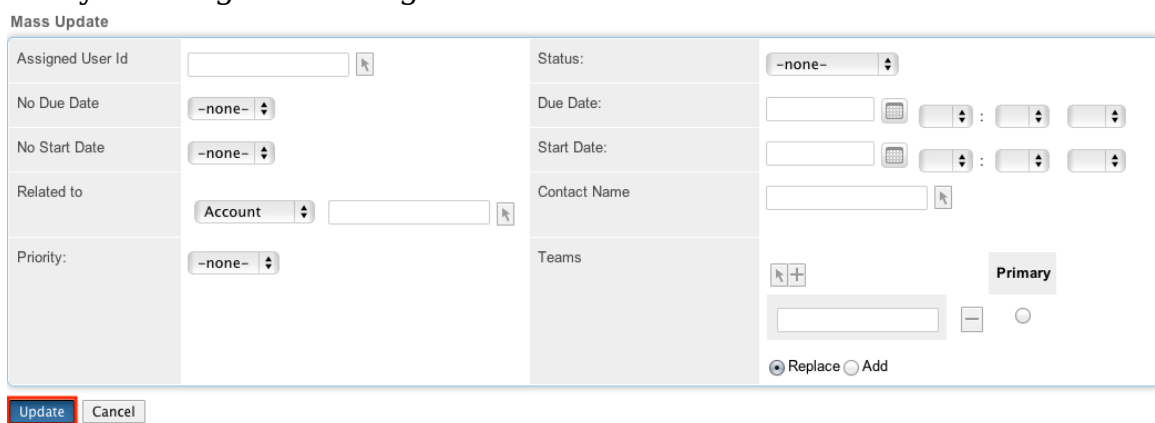 Mass Update
Assigned User Id
Status:
-none-
No Due Date
-none-
Due Date:
:
No Start Date
-none-
Start Date:
:
Related to
Account
Contact Name
Priority:
-none-
Teams
Primary
Replace Add
Update Cancel